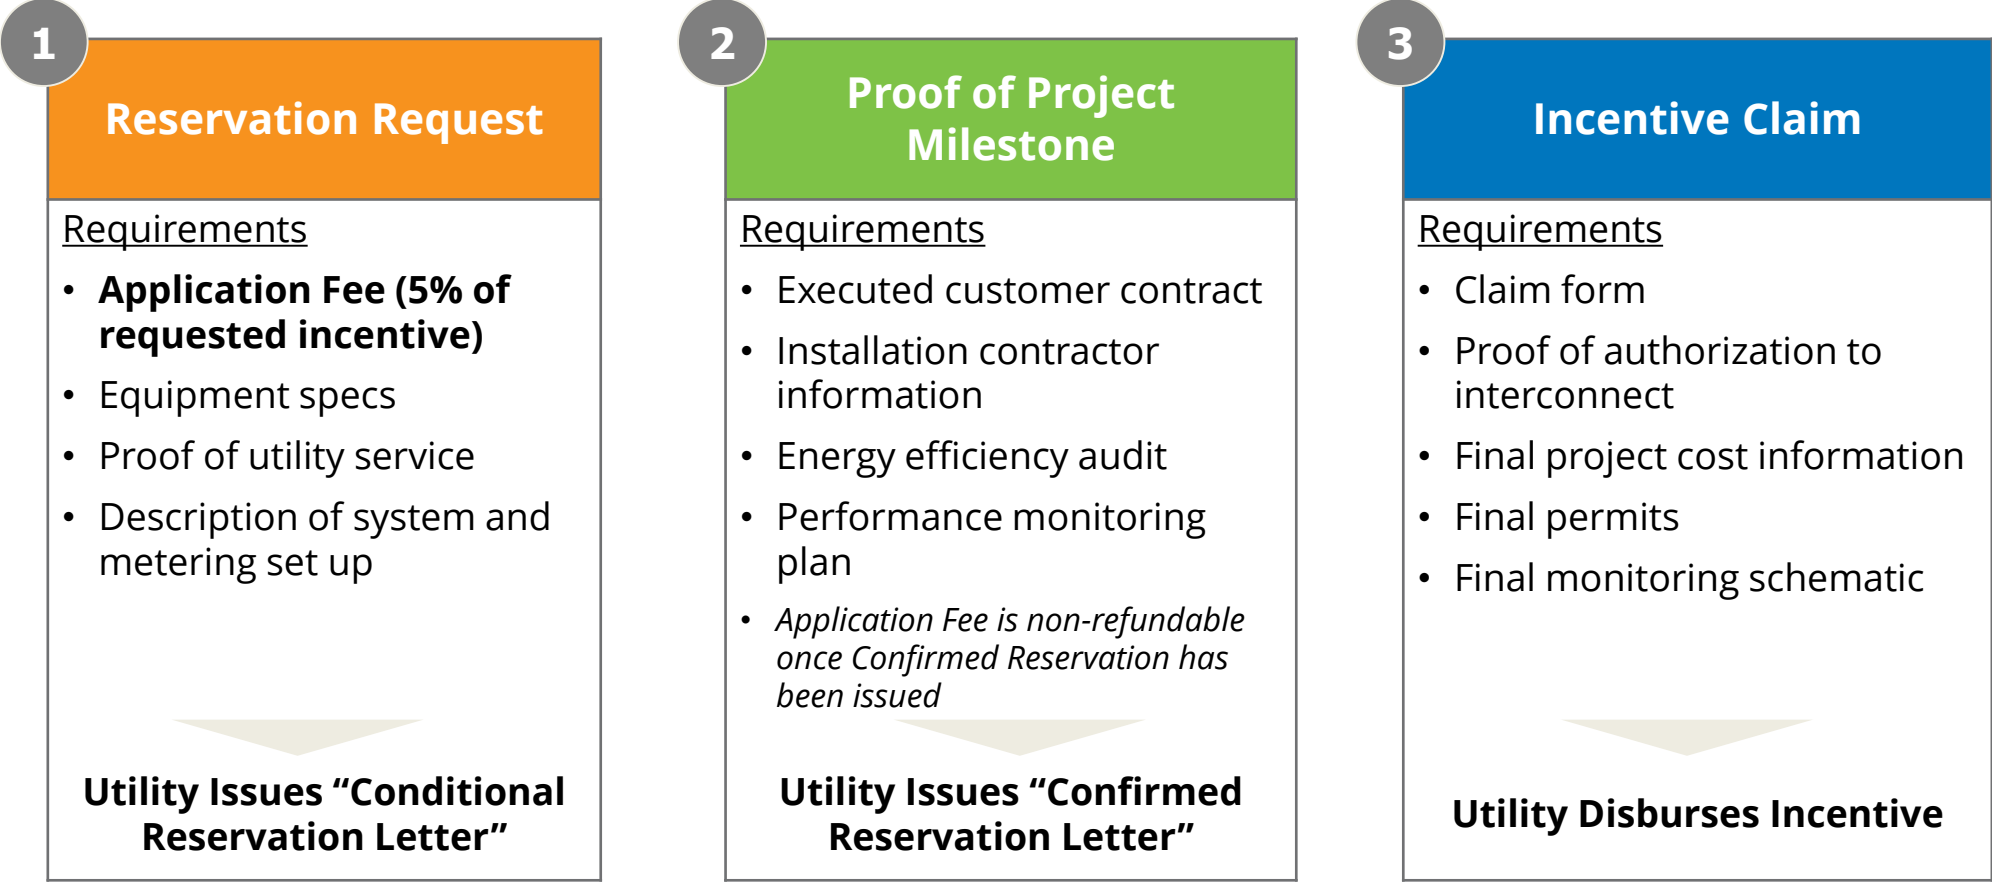 1
Reservation Request
Requirements
• Application Fee (5% of
requested incentive)
• Equipment specs
• Proof of utility service
• Description of system and
metering set up
Utility Issues “Conditional
Reservation Letter”
2
Proof of Project
Milestone
Requirements
• Executed customer contract
• Installation contractor
information
• Energy efficiency audit
• Performance monitoring
plan
• Application Fee is non-refundable
once Confirmed Reservation has
been issued
Utility Issues “Confirmed
Reservation Letter”
3
Incentive Claim
Requirements
• Claim form
• Proof of authorization to
interconnect
• Final project cost information
• Final permits
• Final monitoring schematic
Utility Disburses Incentive